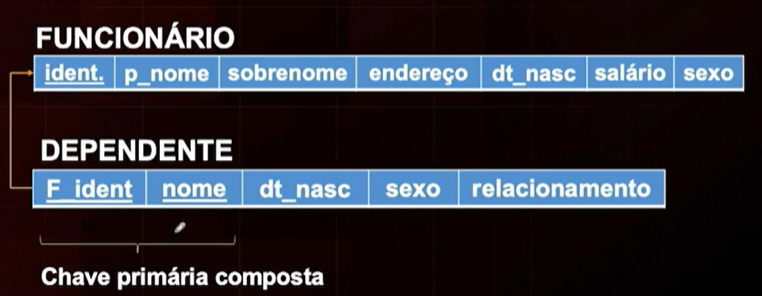 FUNCIONÁRIO
ident. p_nome sobrenome endereço dt_nasc salário sexo
DEPENDENTE
F_ident nome dt_nasc sexo relacionamento
Chave primária composta